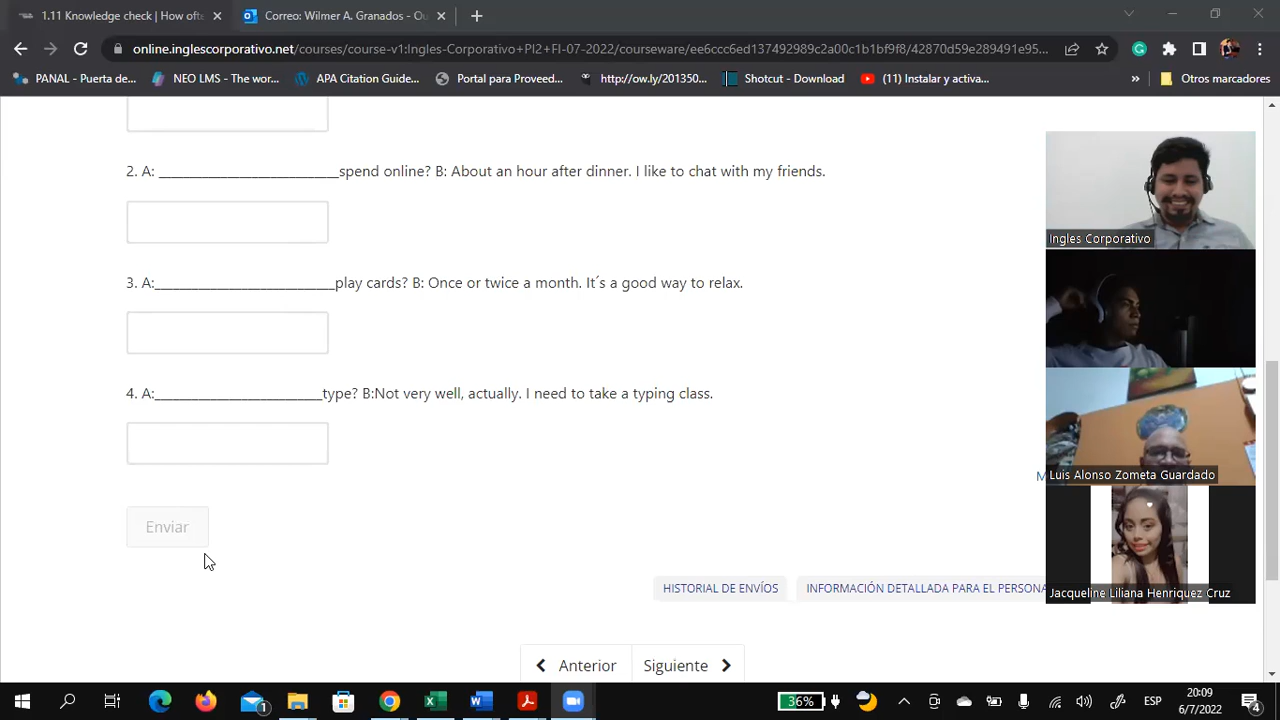 1.11 Knowledge check | How ofte
Correo: Wilmer A. Granados - Ou
online.inglescorporativo.net/courses/course-v1:Ingles-Corporativo+PI2+FI-07-2022/courseware/ee6ccc6ed137492989c2a00c1b1bf9f8/42870d59e289491e95...
PANAL - Puerta de...
NEO LMS - The wor...
APA Citation Guide...
Portal para Proveed...
http://ow.ly/201350...
Shotcut - Download
(11) Instalar y activa...
»
Otros marcadores
2. A: ___________________________spend online? B: About an hour after dinner. I like to chat with my friends.
Ingles Corporativo
3. A:___________________________play cards? B: Once or twice a month. It´s a good way to relax.
4. A:_________________________type? B:Not very well, actually. I need to take a typing class.
M
Luis Alonso Zometa Guardado
Enviar
HISTORIAL DE ENVÍOS
INFORMACIÓN DETALLADA PARA EL PERSONA
Jacqueline Liliana Henriquez Cruz
Anterior
Siguiente
1
36%
ESP
20:09
6/7/2022
4